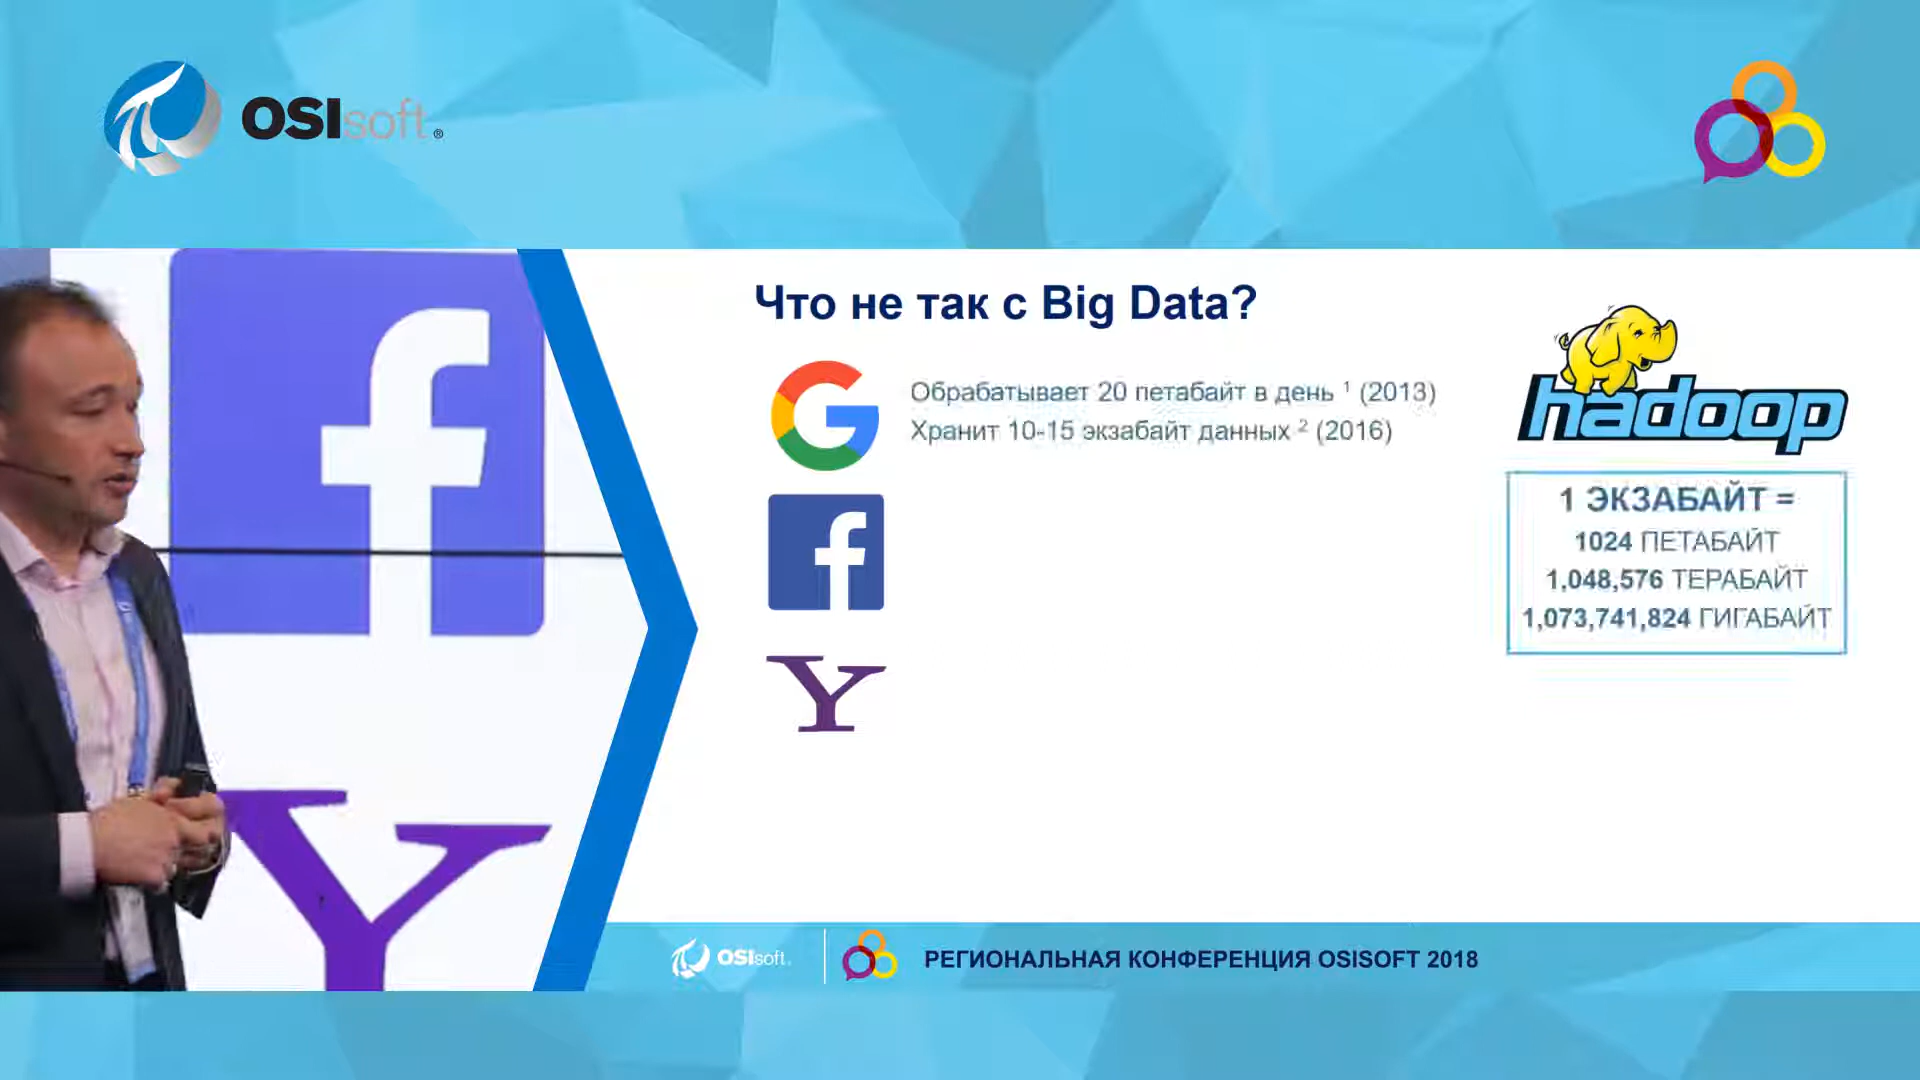 OSIsoft®
Что не так с Big Data?
Обрабатывает 20 петабайт в день ¹ (2013)
Хранит 10-15 экзабайт данных ² (2016)
hadoop
1 ЭКЗАБАЙТ =
1024 ПЕТАБАЙТ
1,048,576 ТЕРАБАЙТ
1,073,741,824 ГИГАБАЙТ
OSIsoft.
РЕГИОНАЛЬНАЯ КОНФЕРЕНЦИЯ OSISOFT 2018